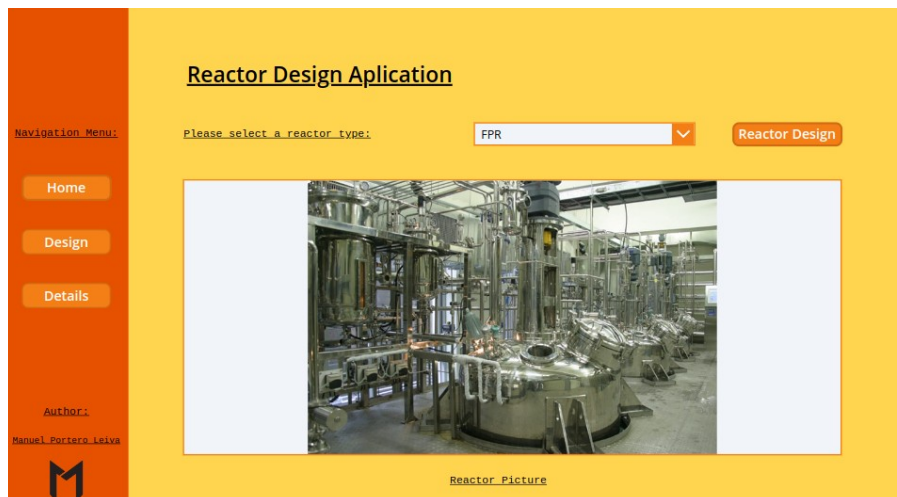 Reactor Design Aplication
Navigation Menu:
Please select a reactor type:
FPR
Reactor Design
Home
Design
Details
Author:
Manuel Portero Leiva
Reactor Picture